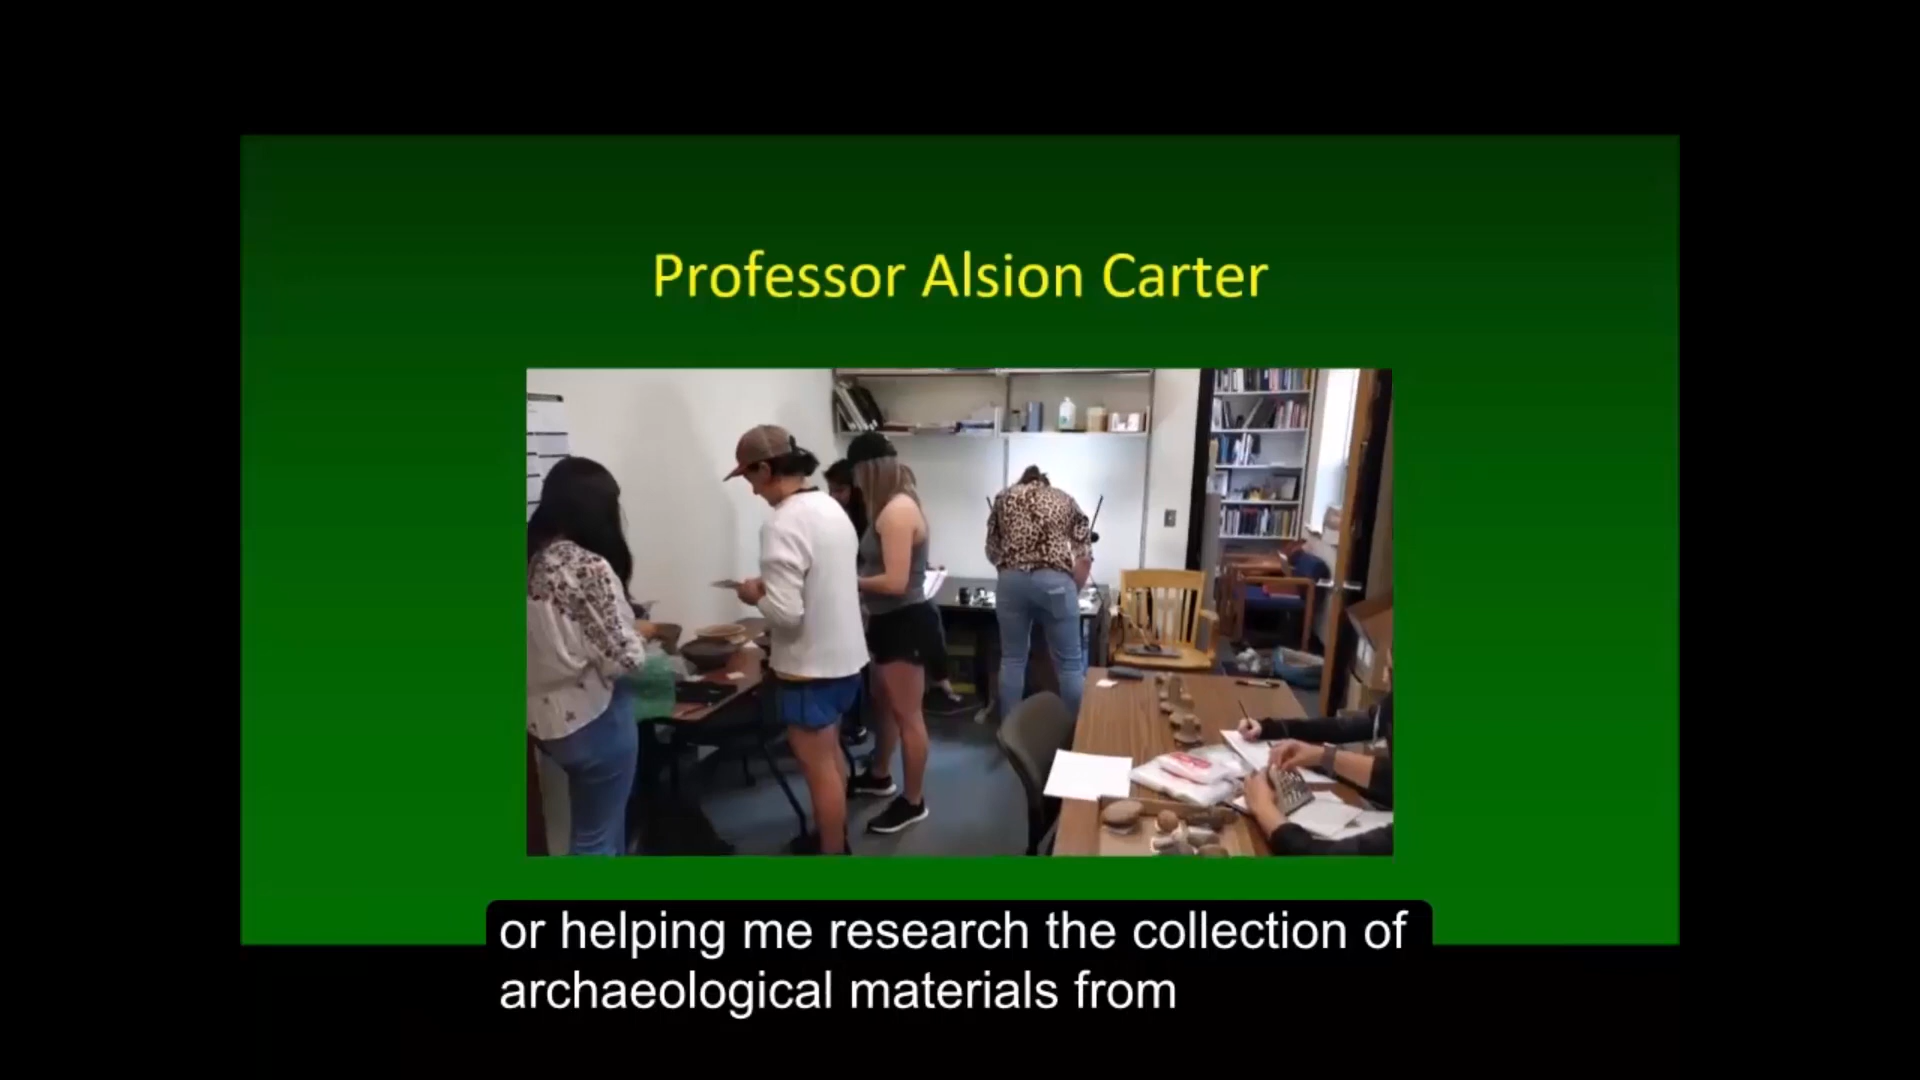 Professor Alsion Carter
or helping me research the collection of
archaeological materials from